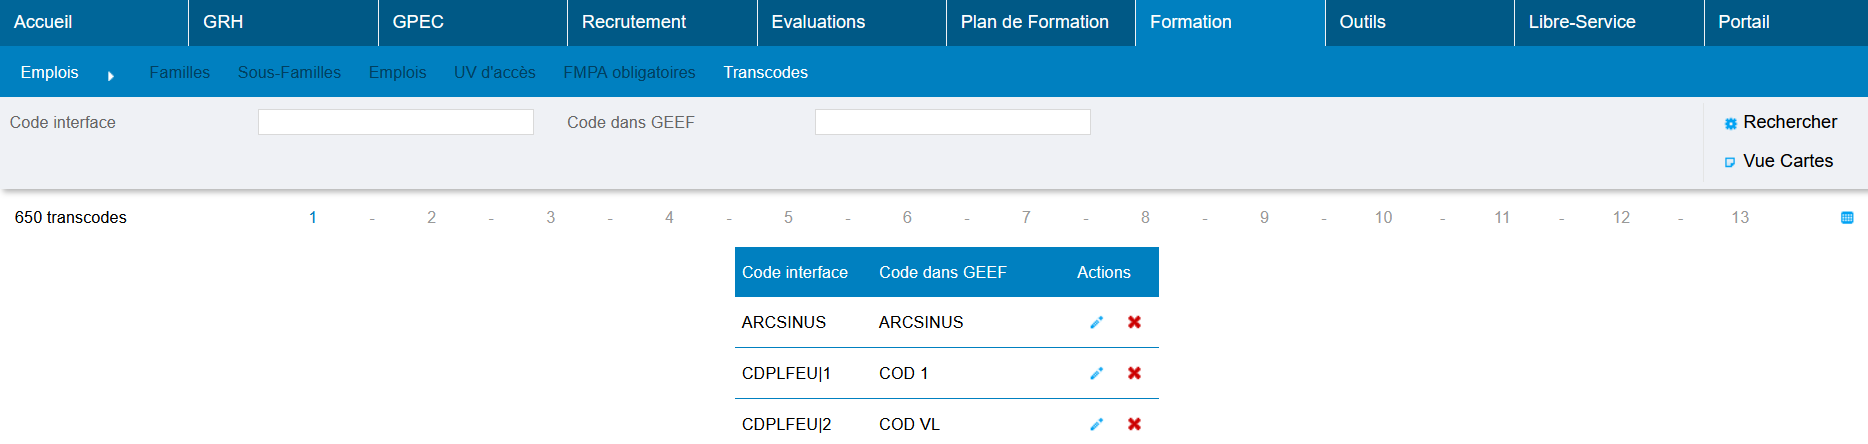 Accueil GRH GPEC Recrutement Evaluations Plan de Formation Formation Outils Libre-Service Portail
Emplois Familles Sous-Familles Emplois UV d'accès FMPA obligatoires Transcodes
Code interface Code dans GEEF Rechercher
Vue Cartes
650 transcodes 1 - 2 - 3 - 4 - 5 - 6 - 7 - 8 - 9 - 10 - 11 - 12 - 13
Code interface Code dans GEEF Actions
ARCSINUS ARCSINUS
CDPLFEU|1 COD 1
CDPLFEU|2 COD VL